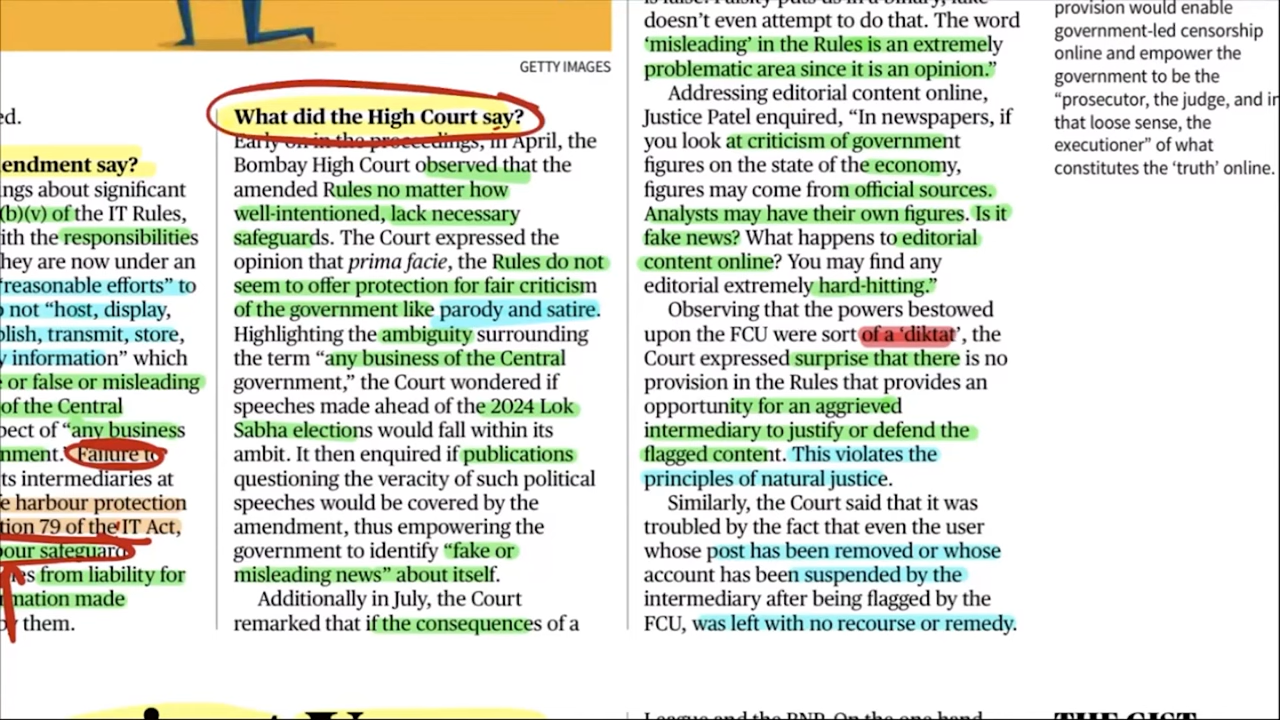 GETTY IMAGES
ed.
endment say?
ings about significant
(b)(v) of the IT Rules,
ith the responsibilities
hey are now under an
"reasonable efforts" to
not "host, display,
blish, transmit, store,
information" which
or false or misleading
of the Central
pect of "any business
nment." Failure to
ts intermediaries at
e harbour protection
tion 79 of the IT Act,
our safeguard
es from liability for
mation made
by them.
What did the High Court say?
Early on in the proceedings, in April, the
Bombay High Court observed that the
amended Rules no matter how
well-intentioned, lack necessary
safeguards. The Court expressed the
opinion that prima facie, the Rules do not
seem to offer protection for fair criticism
of the government like parody and satire.
Highlighting the ambiguity surrounding
the term "any business of the Central
government," the Court wondered if
speeches made ahead of the 2024 Lok
Sabha elections would fall within its
ambit. It then enquired if publications
questioning the veracity of such political
speeches would be covered by the
amendment, thus empowering the
government to identify "fake or
misleading news" about itself.
Additionally in July, the Court
remarked that if the consequences of a
doesn't even attempt to do that. The word
'misleading' in the Rules is an extremely
problematic area since it is an opinion."
Addressing editorial content online,
Justice Patel enquired, "In newspapers, if
you look at criticism of government
figures on the state of the economy,
figures may come from official sources.
Analysts may have their own figures. Is it
fake news? What happens to editorial
content online? You may find any
editorial extremely hard-hitting."
Observing that the powers bestowed
upon the FCU were sort of a 'diktat', the
Court expressed surprise that there is no
provision in the Rules that provides an
opportunity for an aggrieved
intermediary to justify or defend the
flagged content. This violates the
principles of natural justice.
Similarly, the Court said that it was
troubled by the fact that even the user
whose post has been removed or whose
account has been suspended by the
intermediary after being flagged by the
FCU, was left with no recourse or remedy.
provision would enable
government-led censorship
online and empower the
government to be the
"prosecutor, the judge, and in
that loose sense, the
executioner" of what
constitutes the 'truth' online.
League and the BNP. On the one hand
THE GIST